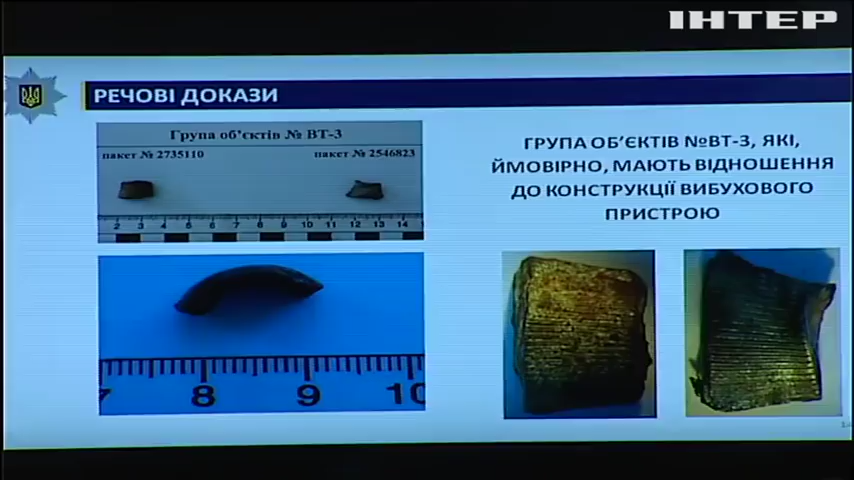 ІНТЕР
РЕЧОВІ ДОКАЗИ
Група об'єктів № ВТ-3
пакет № 2735110
пакет № 2546823
2 3 4 5 6 7 8 9 10 11 12 13 14
ГРУПА ОБ'ЄКТІВ №ВТ-3, ЯКІ,
ЙМОВІРНО, МАЮТЬ ВІДНОШЕННЯ
ДО КОНСТРУКЦІЇ ВИБУХОВОГО
ПРИСТРОЮ
7 8 9 10